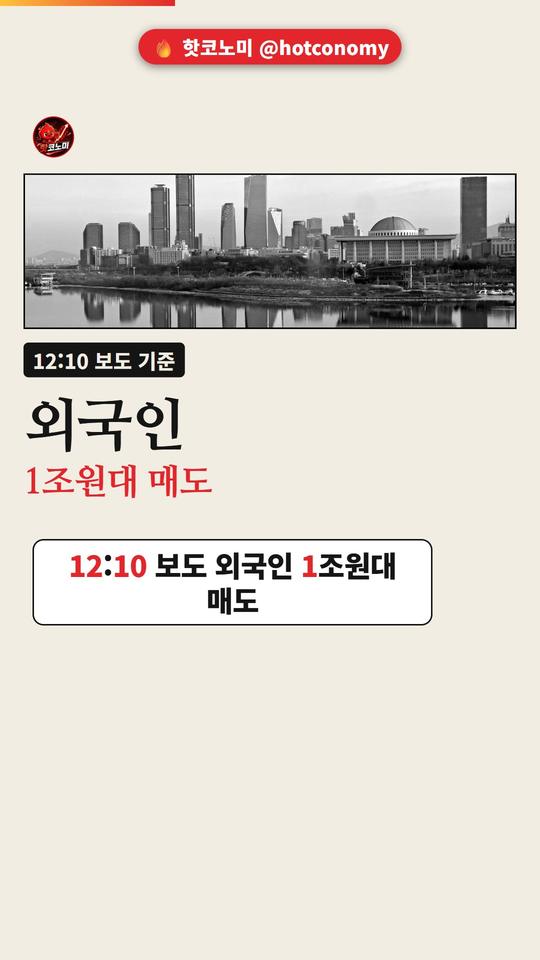 핫코노미 @hotconomy
핫코노미
12:10 보도 기준
외국인
1조원대 매도
12:10 보도 외국인 1조원대
매도